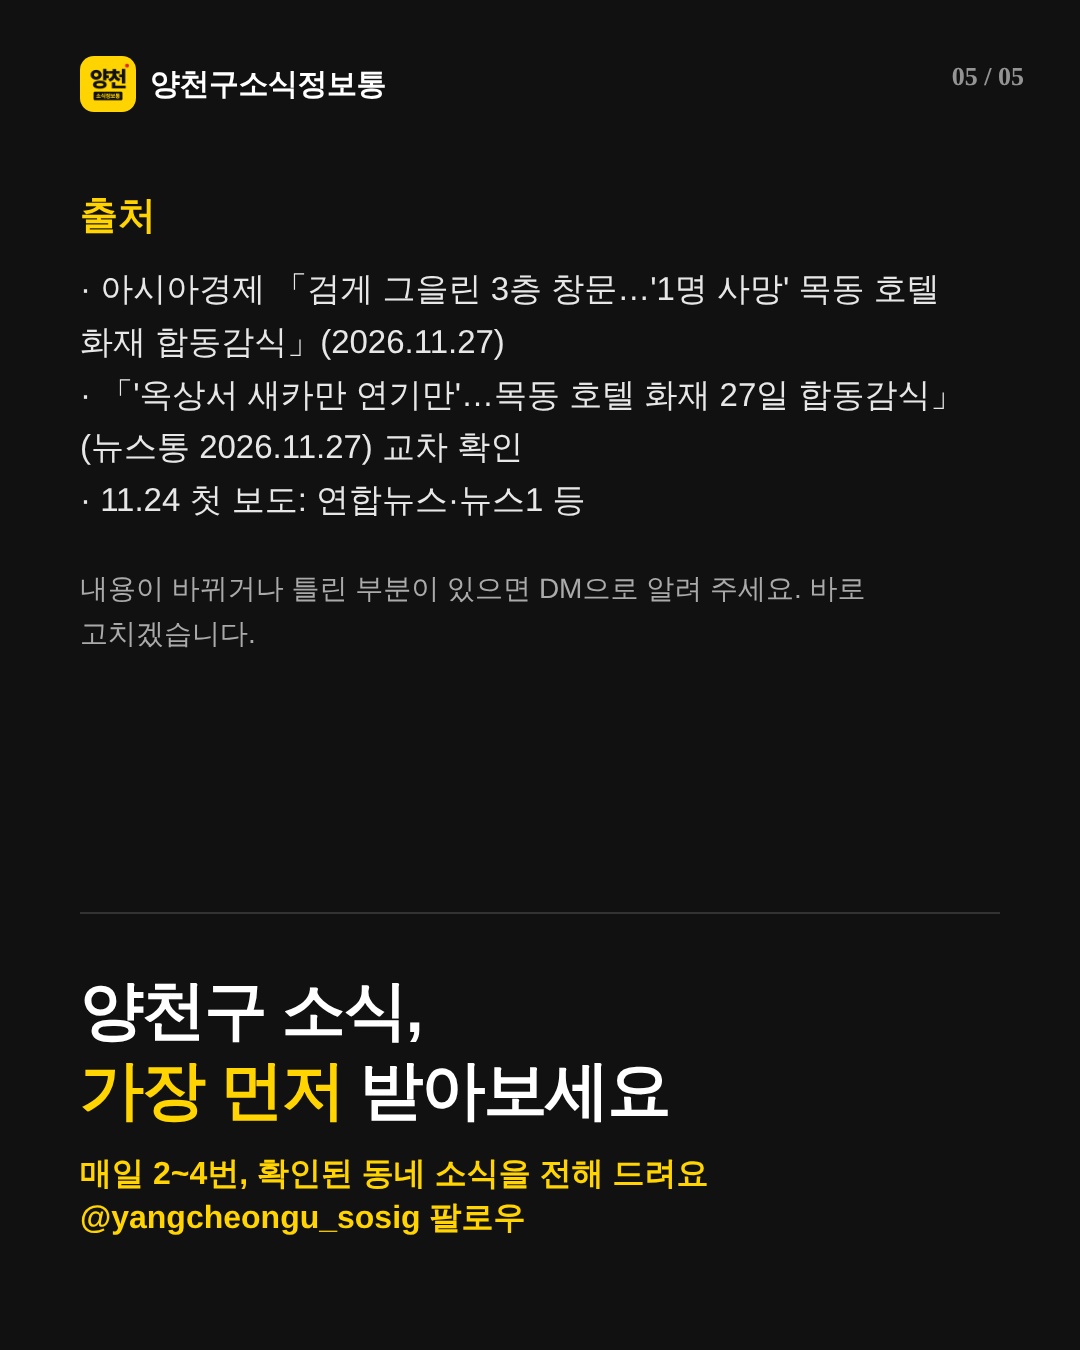 양천
소식정보통
양천구소식정보통
05 / 05
출처
· 아시아경제 「검게 그을린 3층 창문…'1명 사망' 목동 호텔
화재 합동감식」(2026.11.27)
· 「'옥상서 새카만 연기만'…목동 호텔 화재 27일 합동감식」
(뉴스통 2026.11.27) 교차 확인
· 11.24 첫 보도: 연합뉴스·뉴스1 등
내용이 바뀌거나 틀린 부분이 있으면 DM으로 알려 주세요. 바로
고치겠습니다.
양천구 소식,
가장 먼저 받아보세요
매일 2~4번, 확인된 동네 소식을 전해 드려요
@yangcheongu_sosig 팔로우